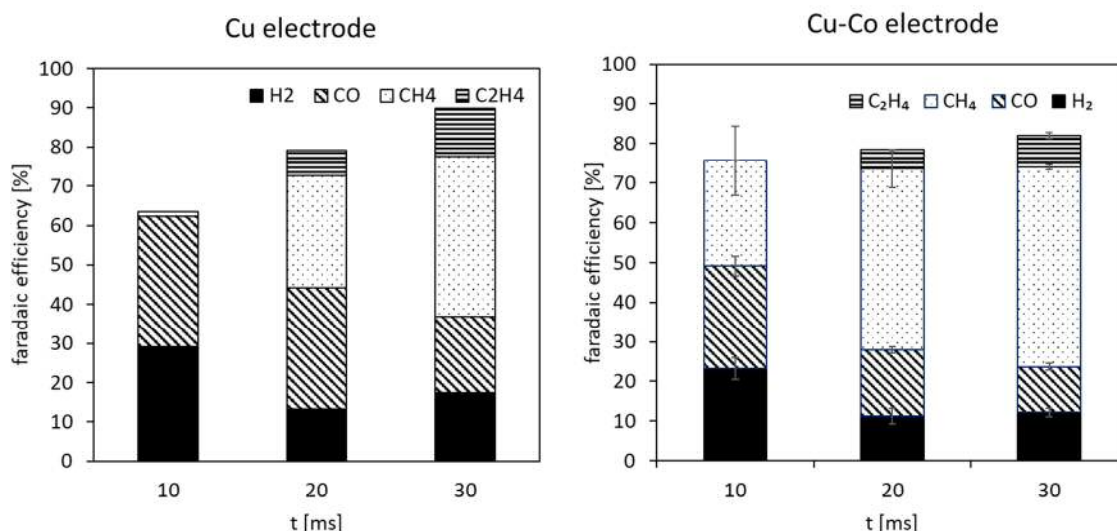 Cu electrode
H2 CO CH4 C2H4
faradaic efficiency [%]
100
90
80
70
60
50
40
30
20
10
0
10 20 30
t [ms]
Cu-Co electrode
C₂H₄ CH₄ CO H₂
faradaic efficiency [%]
100
90
80
70
60
50
40
30
20
10
0
10 20 30
t [ms]